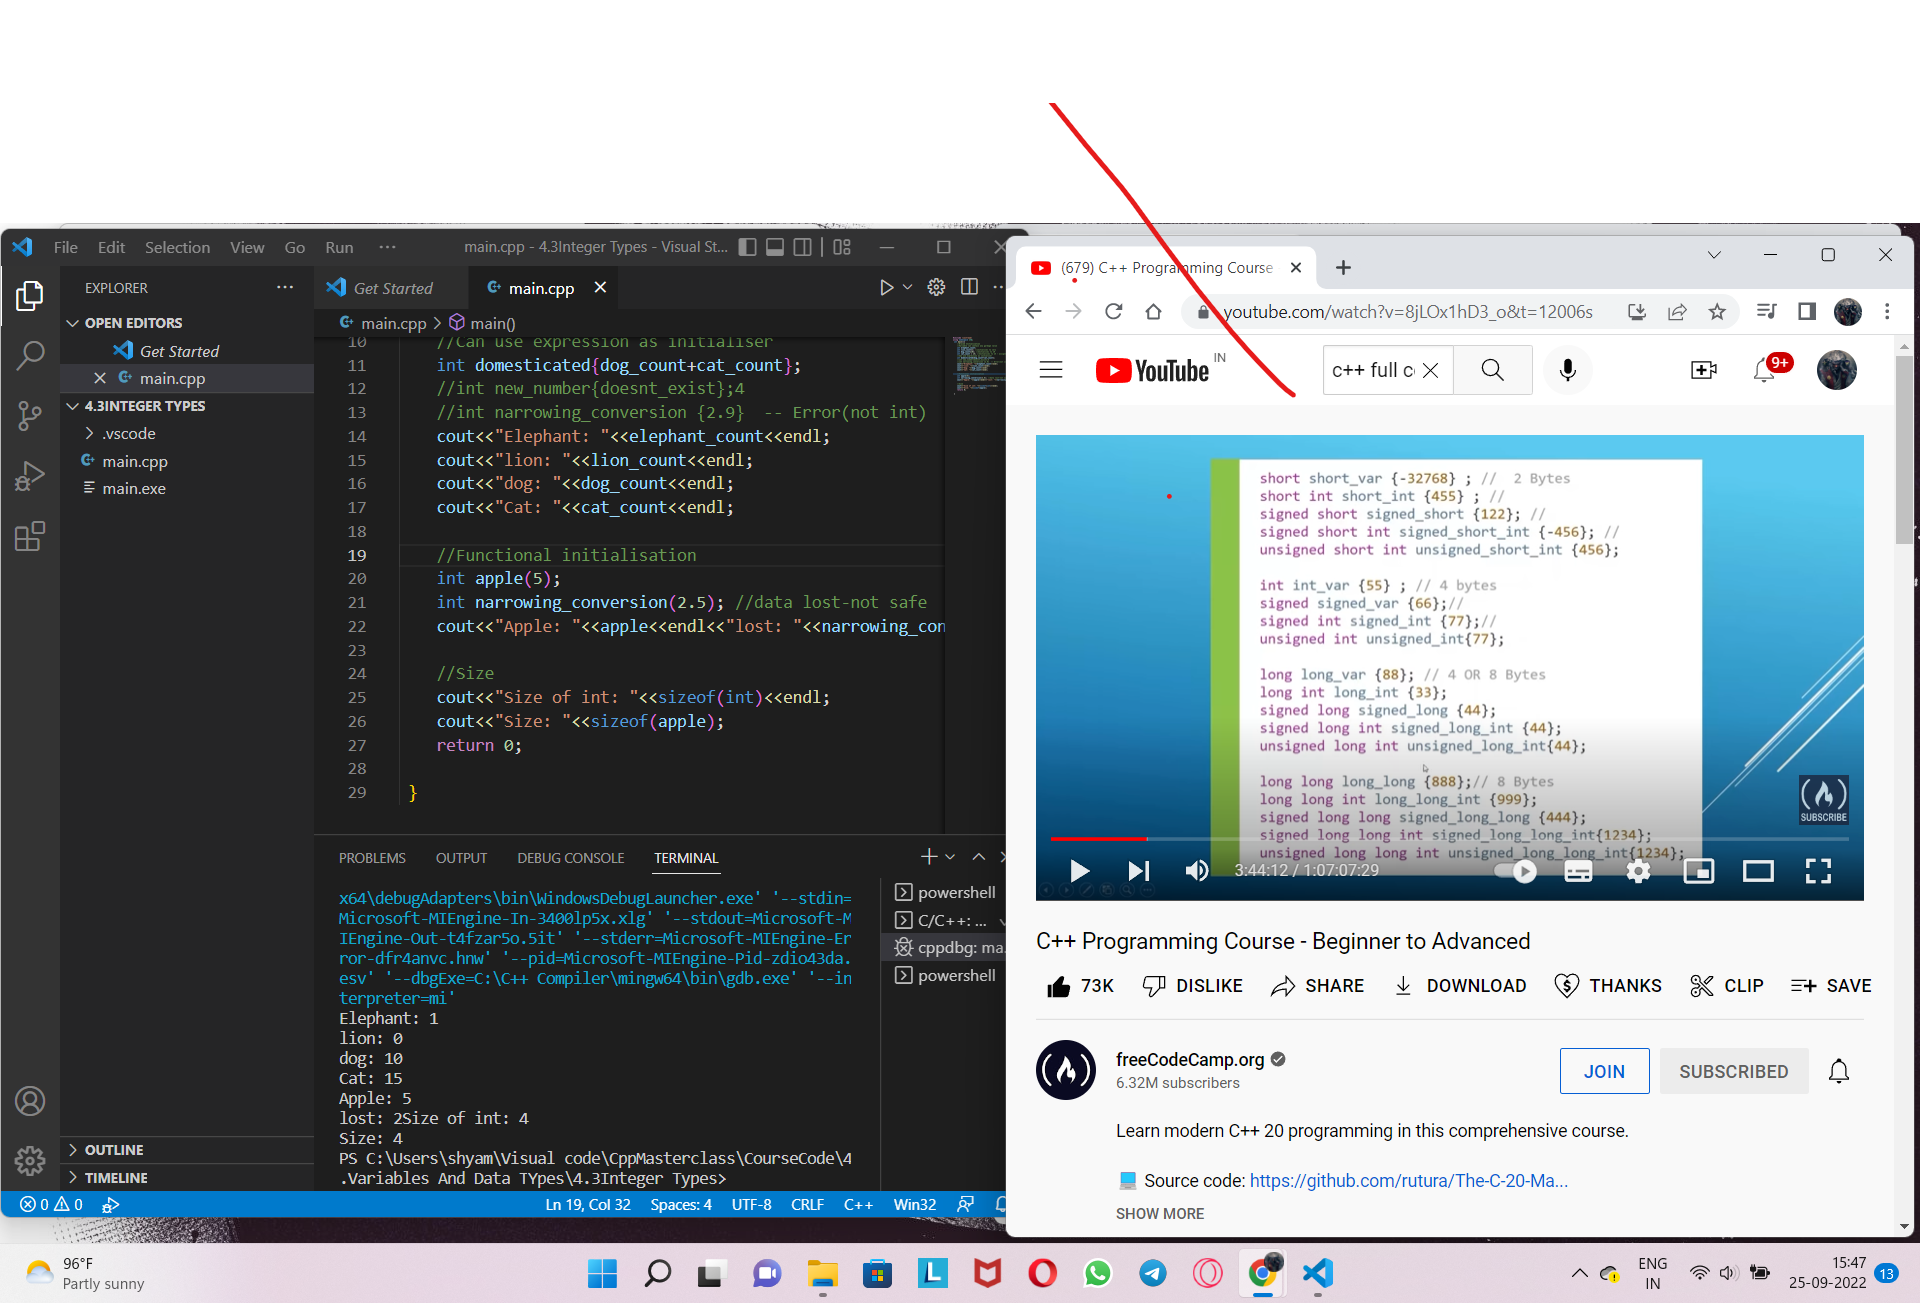 File Edit Selection View Go Run ··· main.cpp - 4.3Integer Types - Visual St...
EXPLORER ···
OPEN EDITORS
Get Started
main.cpp
4.3INTEGER TYPES
.vscode
main.cpp
main.exe
OUTLINE
TIMELINE
Get Started main.cpp
main.cpp > main()
10 //Can use expression as initialiser
11 int domesticated{dog_count+cat_count};
12 //int new_number{doesnt_exist};4
13 //int narrowing_conversion {2.9}  -- Error(not int)
14 cout<<"Elephant: "<<elephant_count<<endl;
15 cout<<"lion: "<<lion_count<<endl;
16 cout<<"dog: "<<dog_count<<endl;
17 cout<<"Cat: "<<cat_count<<endl;
18
19 //Functional initialisation
20 int apple(5);
21 int narrowing_conversion(2.5); //data lost-not safe
22 cout<<"Apple: "<<apple<<endl<<"lost: "<<narrowing_con
23
24 //Size
25 cout<<"Size of int: "<<sizeof(int)<<endl;
26 cout<<"Size: "<<sizeof(apple);
27 return 0;
28
29 }
PROBLEMS OUTPUT DEBUG CONSOLE TERMINAL
x64\debugAdapters\bin\WindowsDebugLauncher.exe' '--stdin=
Microsoft-MIEngine-In-3400lp5x.xlg' '--stdout=Microsoft-M
IEngine-Out-t4fzar5o.5it' '--stderr=Microsoft-MIEngine-Er
ror-dfr4anvc.hnw' '--pid=Microsoft-MIEngine-Pid-zdio43da.
esv' '--dbgExe=C:\C++ Compiler\mingw64\bin\gdb.exe' '--in
terpreter=mi'
Elephant: 1
lion: 0
dog: 10
Cat: 15
Apple: 5
lost: 2Size of int: 4
Size: 4
PS C:\Users\shyam\Visual code\CppMasterclass\CourseCode\4
.Variables And Data TYpes\4.3Integer Types>
powershell
C/C++: ...
cppdbg: ma.
powershell
0 0 Ln 19, Col 32 Spaces: 4 UTF-8 CRLF C++ Win32
(679) C++ Programming Course
youtube.com/watch?v=8jLOx1hD3_o&t=12006s
YouTube IN
c++ full c
9+
short short_var {-32768} ; //  2 Bytes
short int short_int {455} ; //
signed short signed_short {122}; //
signed short int signed_short_int {-456}; //
unsigned short int unsigned_short_int {456};
int int_var {55} ; // 4 bytes
signed signed_var {66};//
signed int signed_int {77};//
unsigned int unsigned_int{77};
long long_var {88}; // 4 OR 8 Bytes
long int long_int {33};
signed long signed_long {44};
signed long int signed_long_int {44};
unsigned long int unsigned_long_int{44};
long long long_long {888};// 8 Bytes
long long int long_long_int {999};
signed long long signed_long_long {444};
signed long long int signed_long_long_int{1234};
unsigned long long int unsigned_long_long_int{1234};
SUBSCRIBE
3:44:12 / 1:07:07:29
C++ Programming Course - Beginner to Advanced
73K DISLIKE SHARE DOWNLOAD THANKS CLIP SAVE
freeCodeCamp.org
6.32M subscribers
JOIN SUBSCRIBED
Learn modern C++ 20 programming in this comprehensive course.
Source code: https://github.com/rutura/The-C-20-Ma...
SHOW MORE
96°F
Partly sunny
ENG
IN
15:47
25-09-2022
13